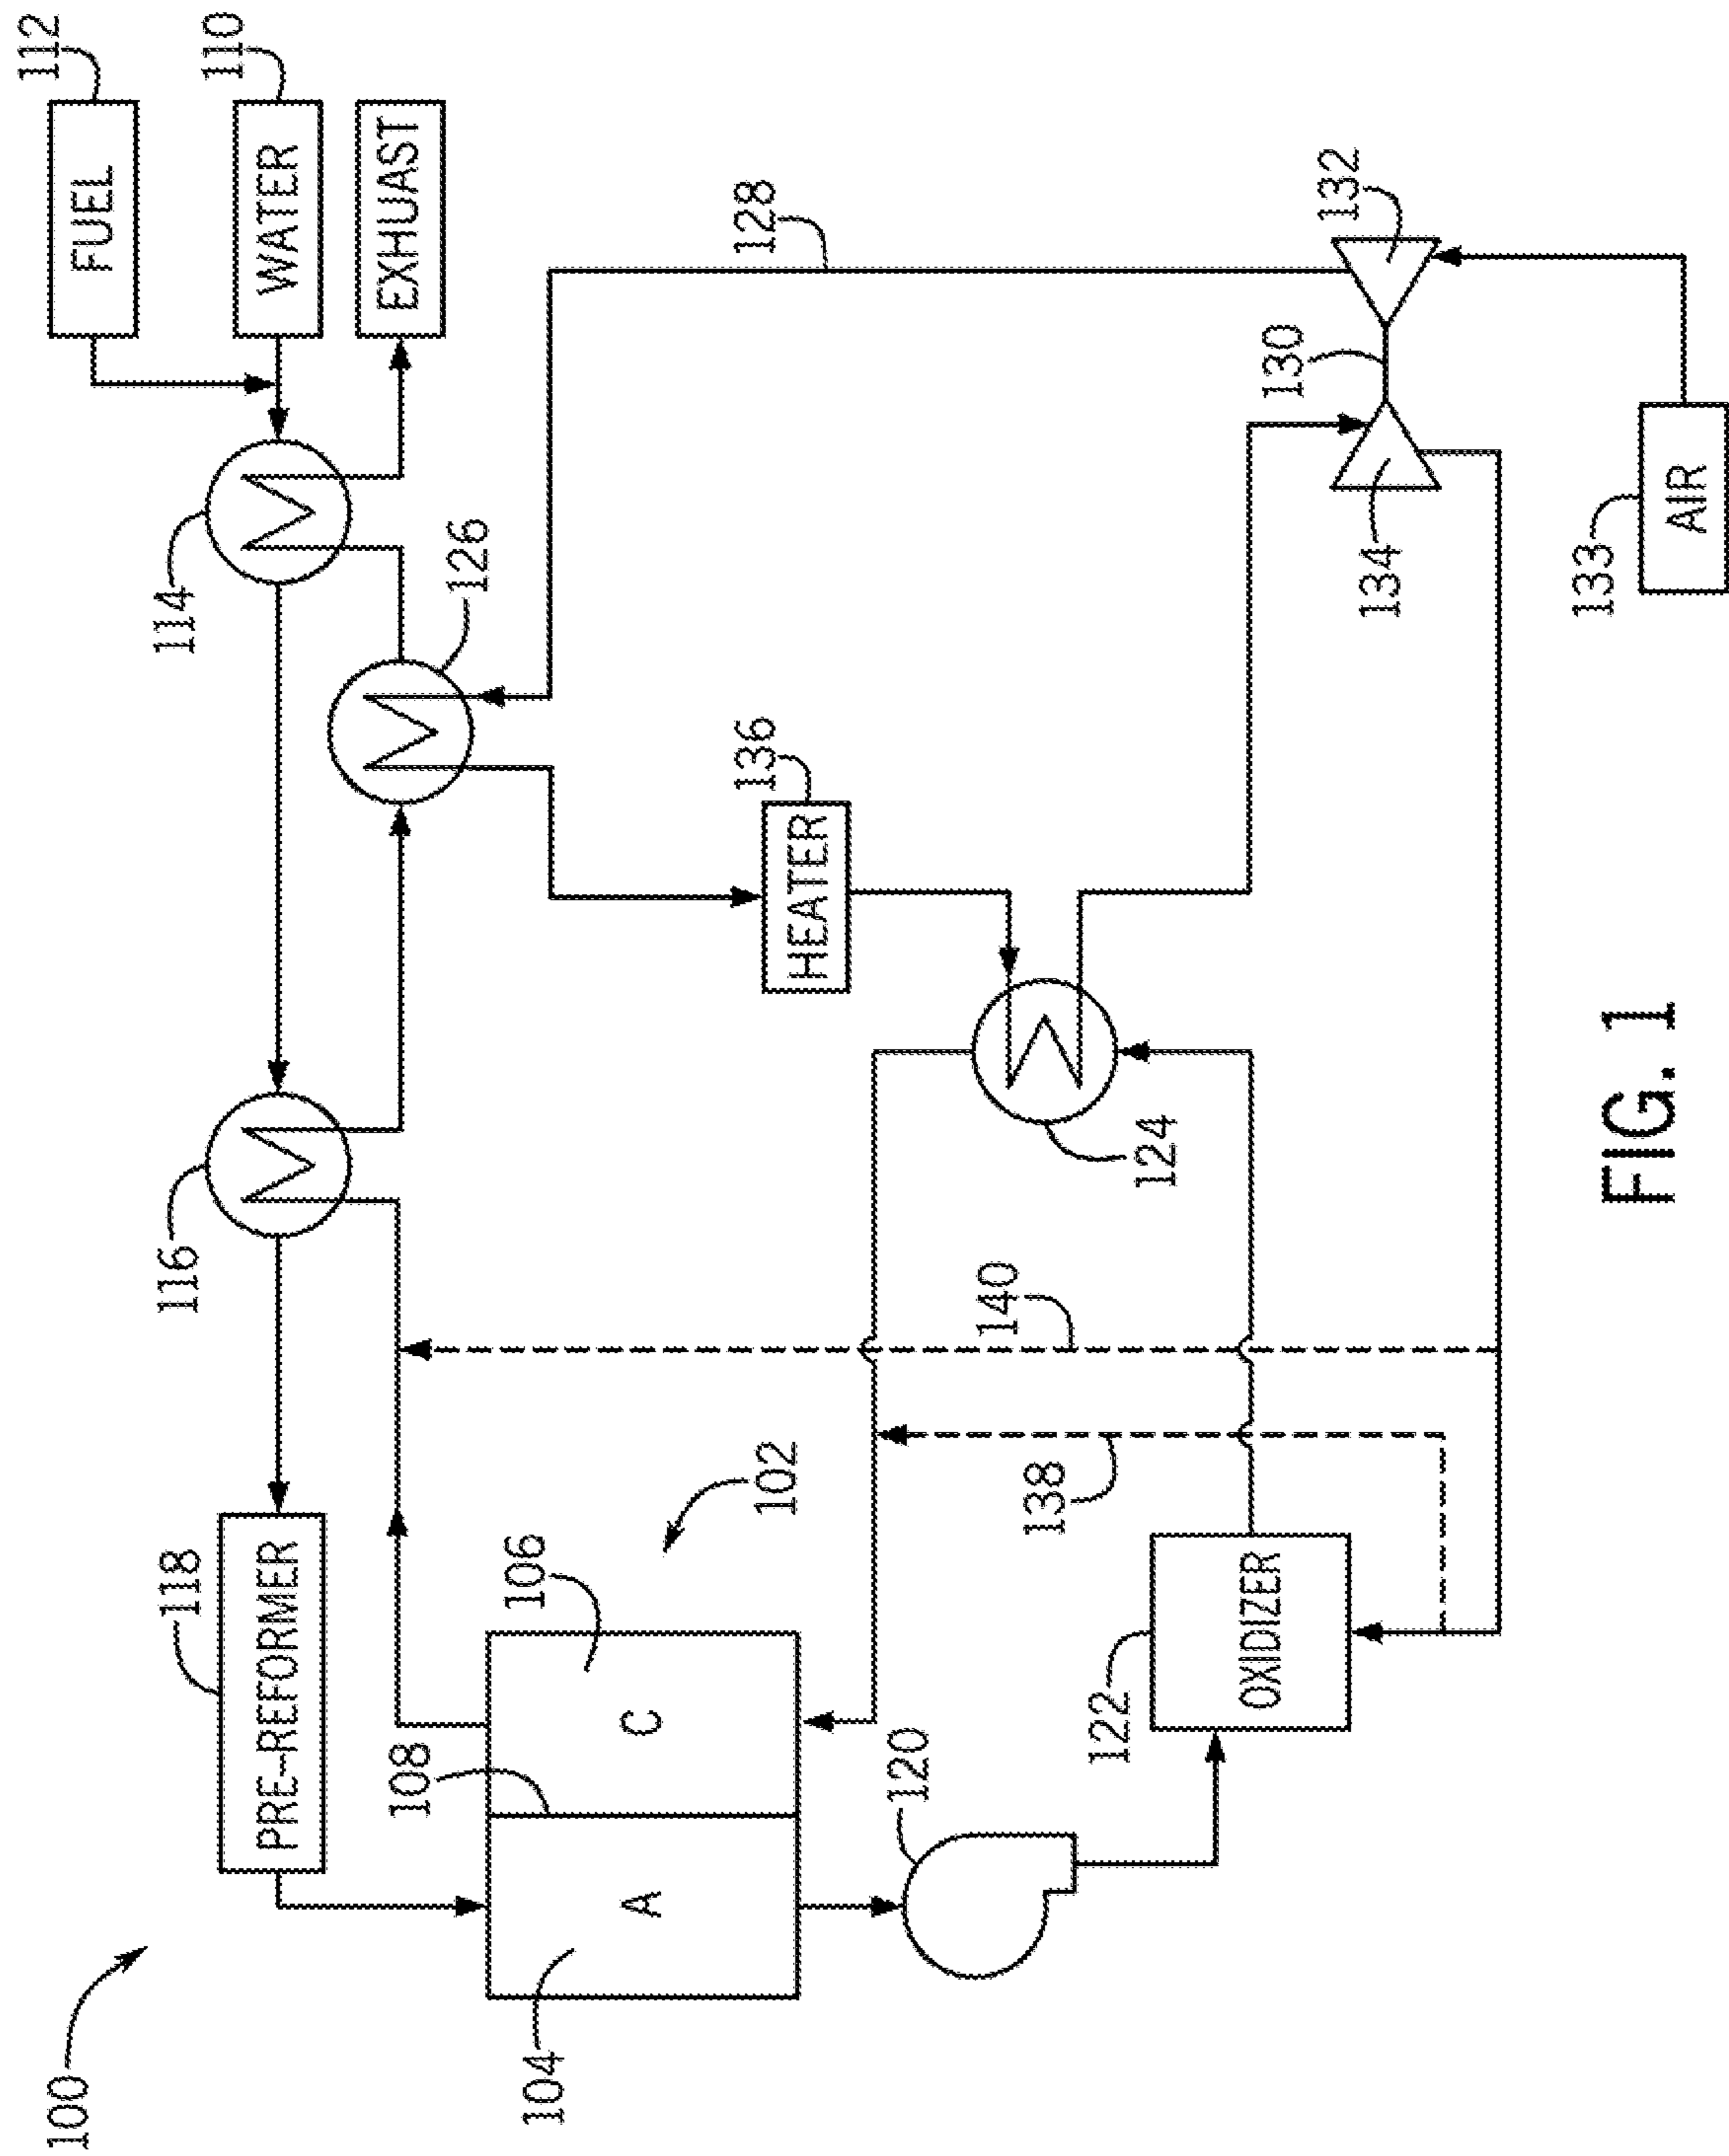 100
118
PRE-REFORMER
116
114
FUEL
112
WATER
110
EXHUAST
104
A
108
C
106
102
126
128
136
HEATER
120
122
OXIDIZER
138
140
124
130
132
134
133
AIR
FIG. 1